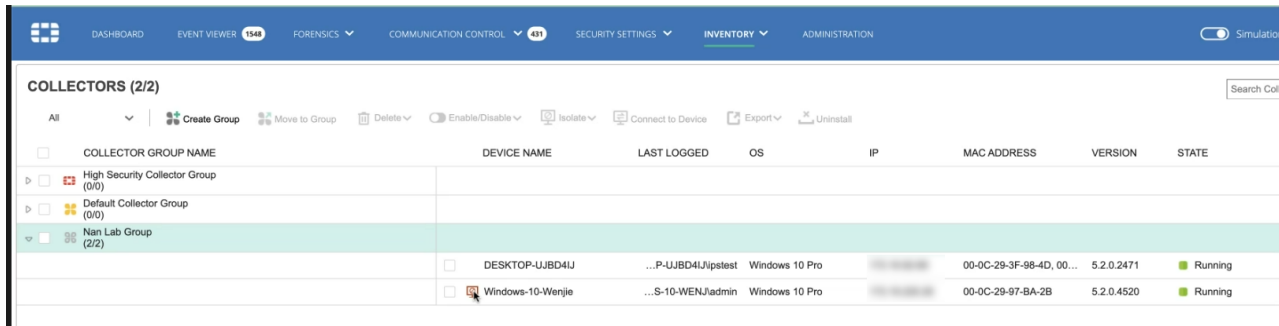 DASHBOARD EVENT VIEWER 1548 FORENSICS COMMUNICATION CONTROL 431 SECURITY SETTINGS INVENTORY ADMINISTRATION Simulation
COLLECTORS (2/2)
Search Coll
All Create Group Move to Group Delete Enable/Disable Isolate Connect to Device Export Uninstall
COLLECTOR GROUP NAME DEVICE NAME LAST LOGGED OS IP MAC ADDRESS VERSION STATE
High Security Collector Group
(0/0)
Default Collector Group
(0/0)
Nan Lab Group
(2/2)
DESKTOP-UJBD4IJ ...P-UJBD4IJ\ipstest Windows 10 Pro 00-0C-29-3F-98-4D, 00... 5.2.0.2471 Running
Windows-10-Wenjie ...S-10-WENJ\admin Windows 10 Pro 00-0C-29-97-BA-2B 5.2.0.4520 Running